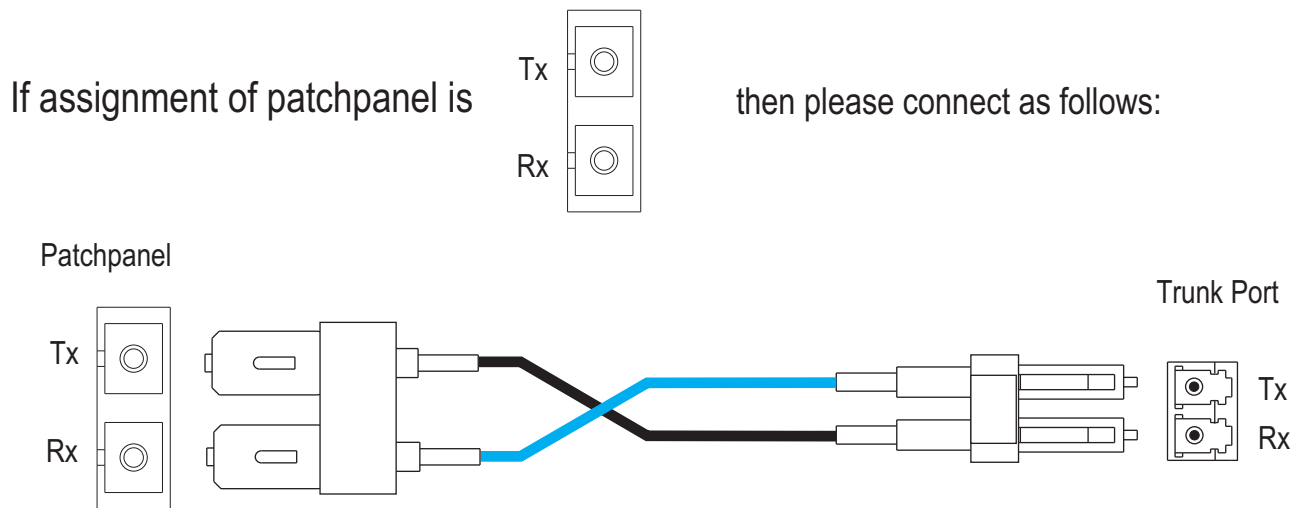 Tx
If assignment of patchpanel is
then please connect as follows:
Rx
Patchpanel
Trunk Port
Tx
Rx
Tx
Rx